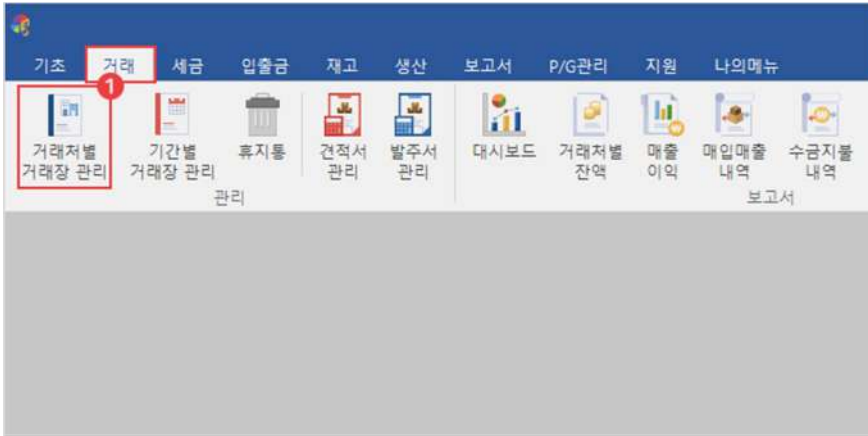 기초 거래 세금 입출금 재고 생산 보고서 P/G관리 지원 나의메뉴
1
거래처별 기간별 휴지통 견적서 발주서 대시보드 거래처별 매출 매입매출 수금지불
거래장 관리 거래장 관리 관리 관리 잔액 이익 내역 내역
관리 보고서